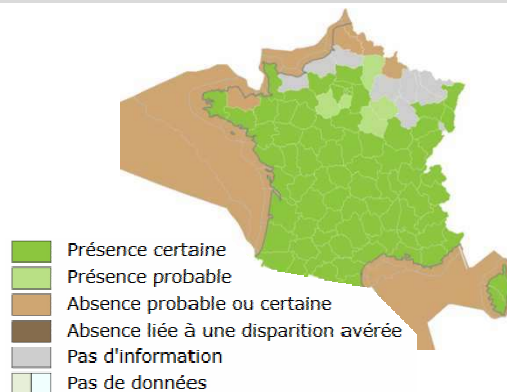 Présence certaine
Présence probable
Absence probable ou certaine
Absence liée à une disparition avérée
Pas d'information
Pas de données